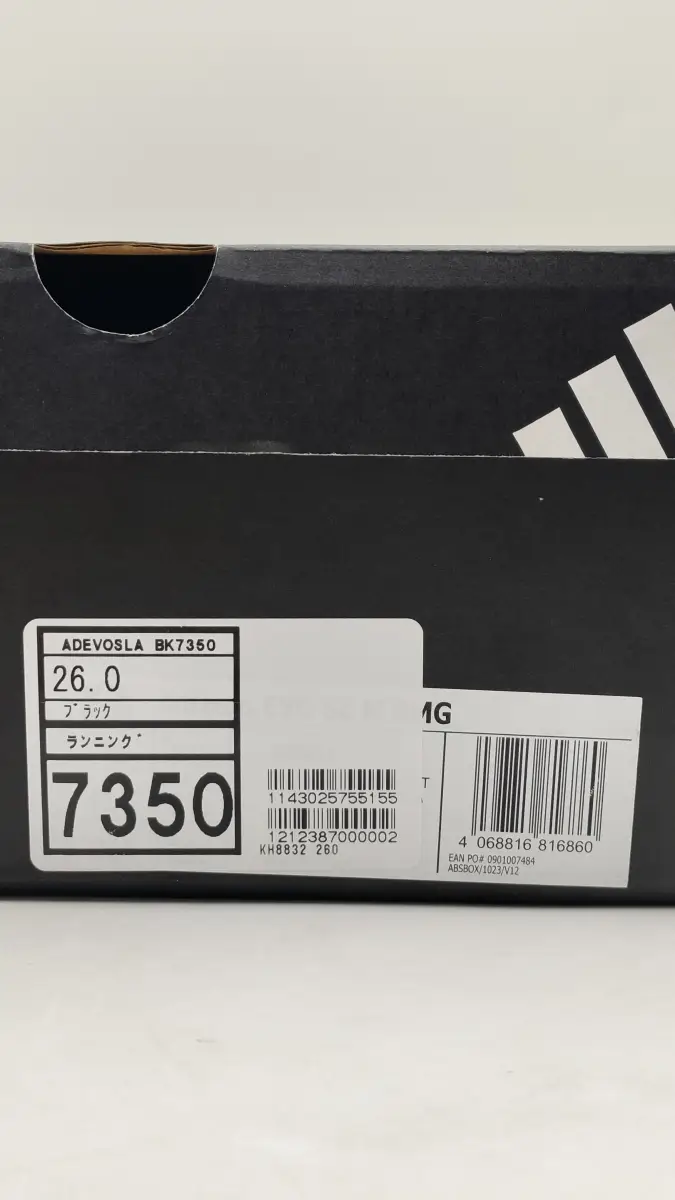 ADEVOSLA BK7350
26.0
ブラック
ランニング
7350
1143025755155
1212387000002
KH8832 260
MG
T
4 068816 816860
EAN PO# 0901007484
ABSBOX/1023/V12